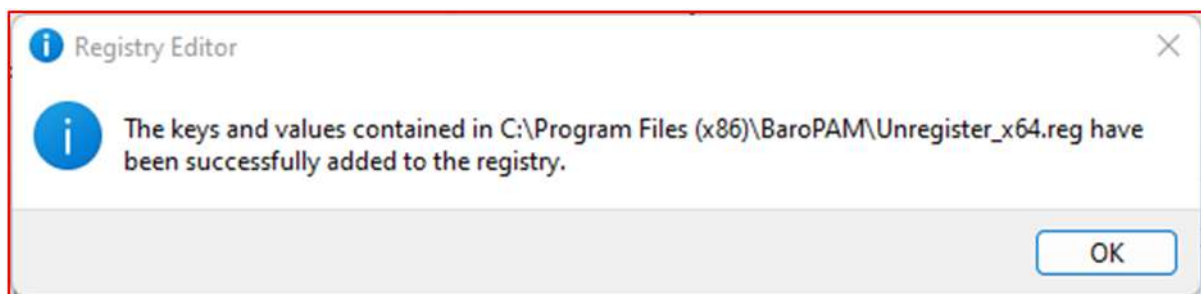 Registry Editor
The keys and values contained in C:\Program Files (x86)\BaroPAM\Unregister_x64.reg have
been successfully added to the registry.
OK